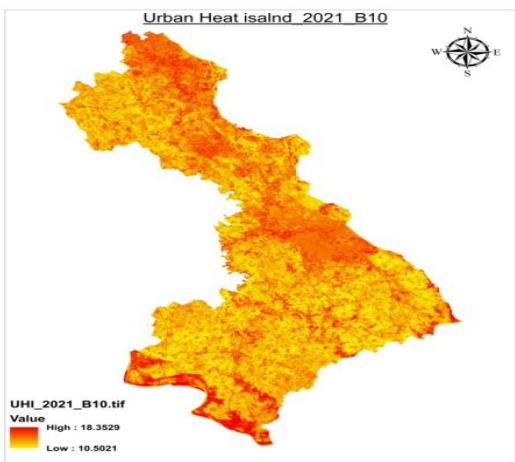 Urban Heat isalnd_2021_B10
N
W E
S
UHI_2021_B10.tif
Value
High : 18.3529
Low : 10.5021